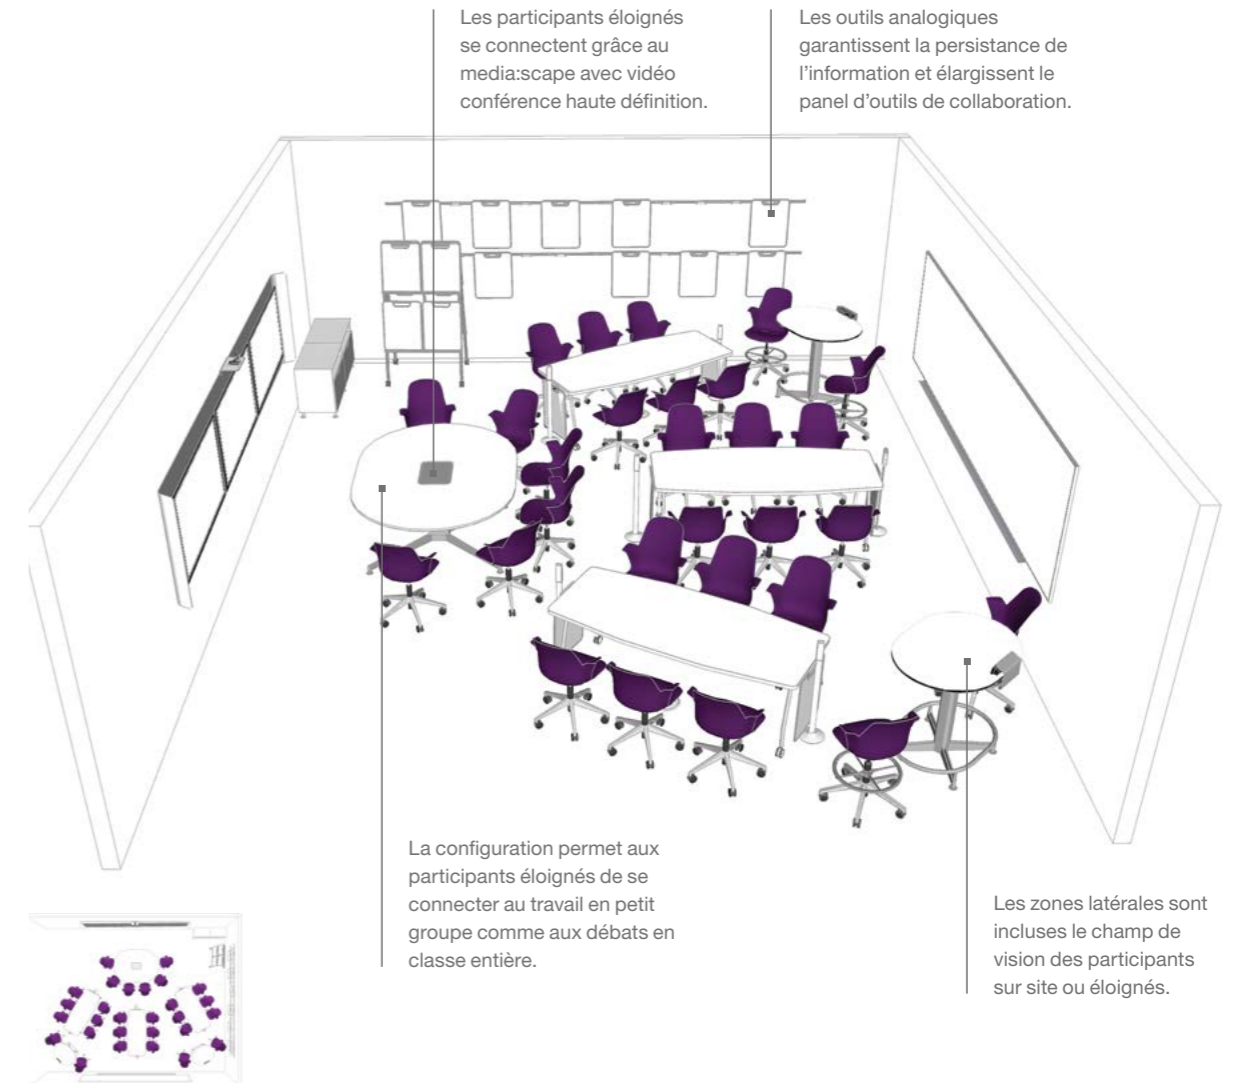 Les participants éloignés
se connectent grâce au
media:scape avec vidéo
conférence haute définition.
Les outils analogiques
garantissent la persistance de
l’information et élargissent le
panel d’outils de collaboration.
La configuration permet aux
participants éloignés de se
connecter au travail en petit
groupe comme aux débats en
classe entière.
Les zones latérales sont
incluses le champ de
vision des participants
sur site ou éloignés.